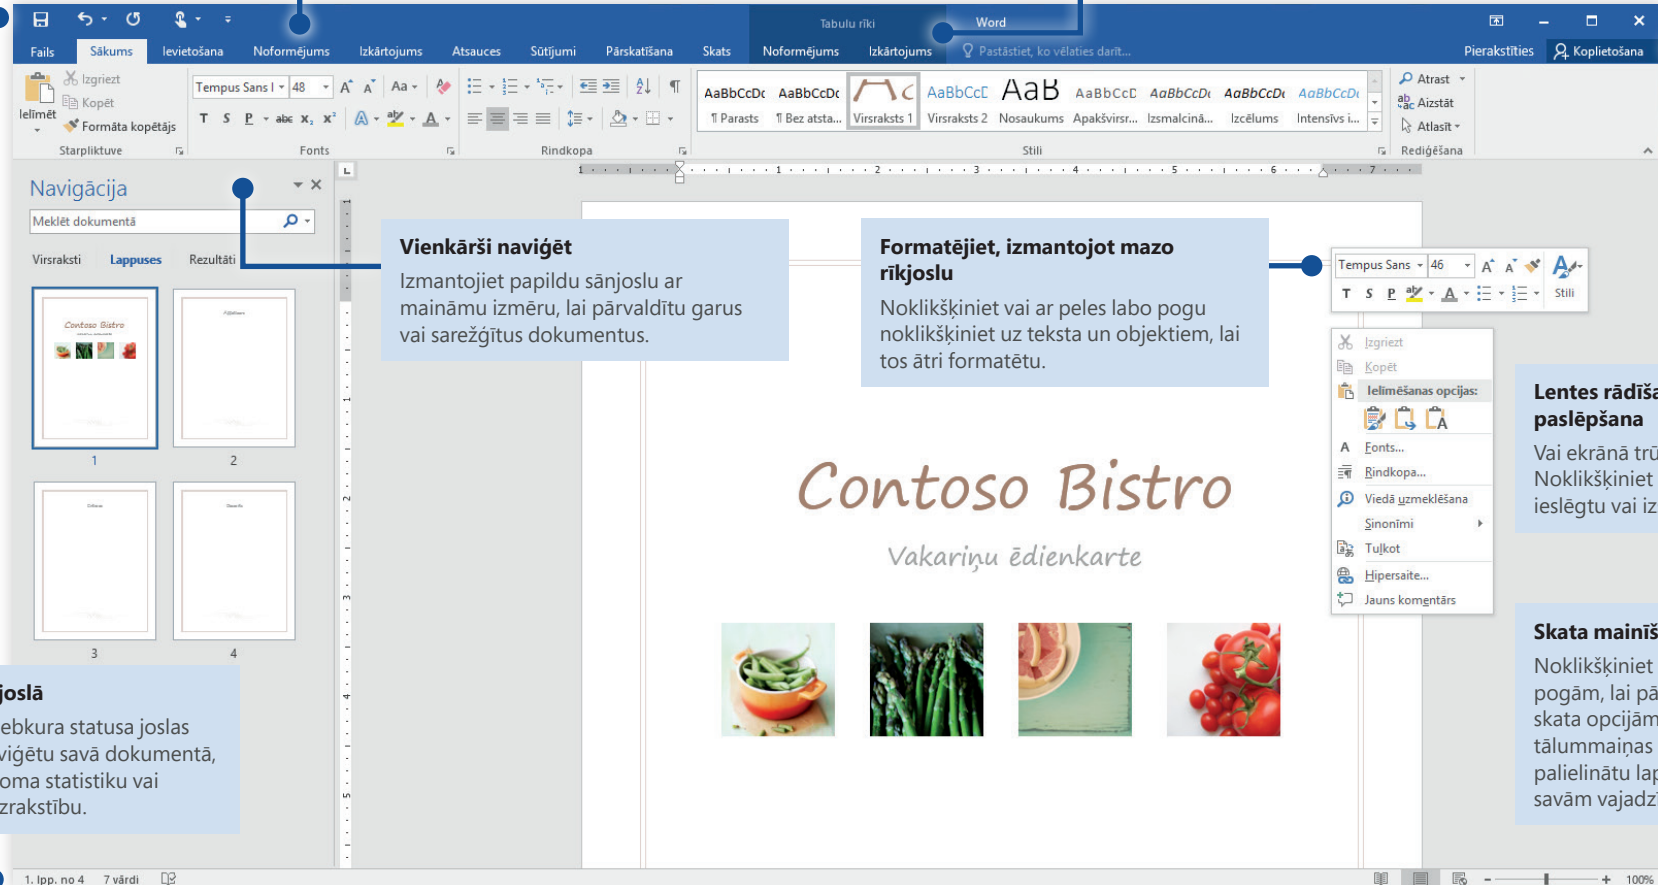 Tabulu rīki
Word
Fails Sākums Ievietošana Noformējums Izkārtojums Atsauces Sūtījumi Pārskatīšana Skats Noformējums Izkārtojums Pastāstiet, ko vēlaties darīt... Pierakstīties Koplietošana
Ielīmēt
Izgriezt
Kopēt
Formāta kopētājs
Starpliktuve
Tempus Sans I 48
Fonts
Rindkopa
AaBbCcDc AaBbCcDc AaBbCcC AaB AaBbCcD AaBbCcDc AaBbCcDc AaBbCcDc
¶ Parasts ¶ Bez atsta... Virsraksts 1 Virsraksts 2 Nosaukums Apakšvirsr... Izsmalcinā... Izcēlums Intensīvs i...
Stili
Atrast
Aizstāt
Atlasīt
Rediģēšana
Navigācija
Meklēt dokumentā
Virsraksti Lappuses Rezultāti
Contoso Bistro
1 2
3 4
Vienkārši naviģēt
Izmantojiet papildu sānjoslu ar
maināmu izmēru, lai pārvaldītu garus
vai sarežģītus dokumentus.
Formatējiet, izmantojot mazo
rīkjoslu
Noklikšķiniet vai ar peles labo pogu
noklikšķiniet uz teksta un objektiem, lai
tos ātri formatētu.
Tempus Sans 46
T S P Stili
Izgriezt
Kopēt
Ielīmēšanas opcijas:
Fonts...
Rindkopa...
Viedā uzmeklēšana
Sinonīmi
Tulkot
Hipersaite...
Jauns komentārs
Contoso Bistro
Vakariņu ēdienkarte
Lentes rādīša
paslēpšana
Vai ekrānā trū
Noklikšķiniet
ieslēgtu vai iz
Skata mainīš
Noklikšķiniet
pogām, lai pā
skata opcijām
tālummaiņas
palielinātu lap
savām vajadzī
joslā
ebkura statusa joslas
viģētu savā dokumentā,
oma statistiku vai
zrakstību.
1. lpp. no 4 7 vārdi
100%